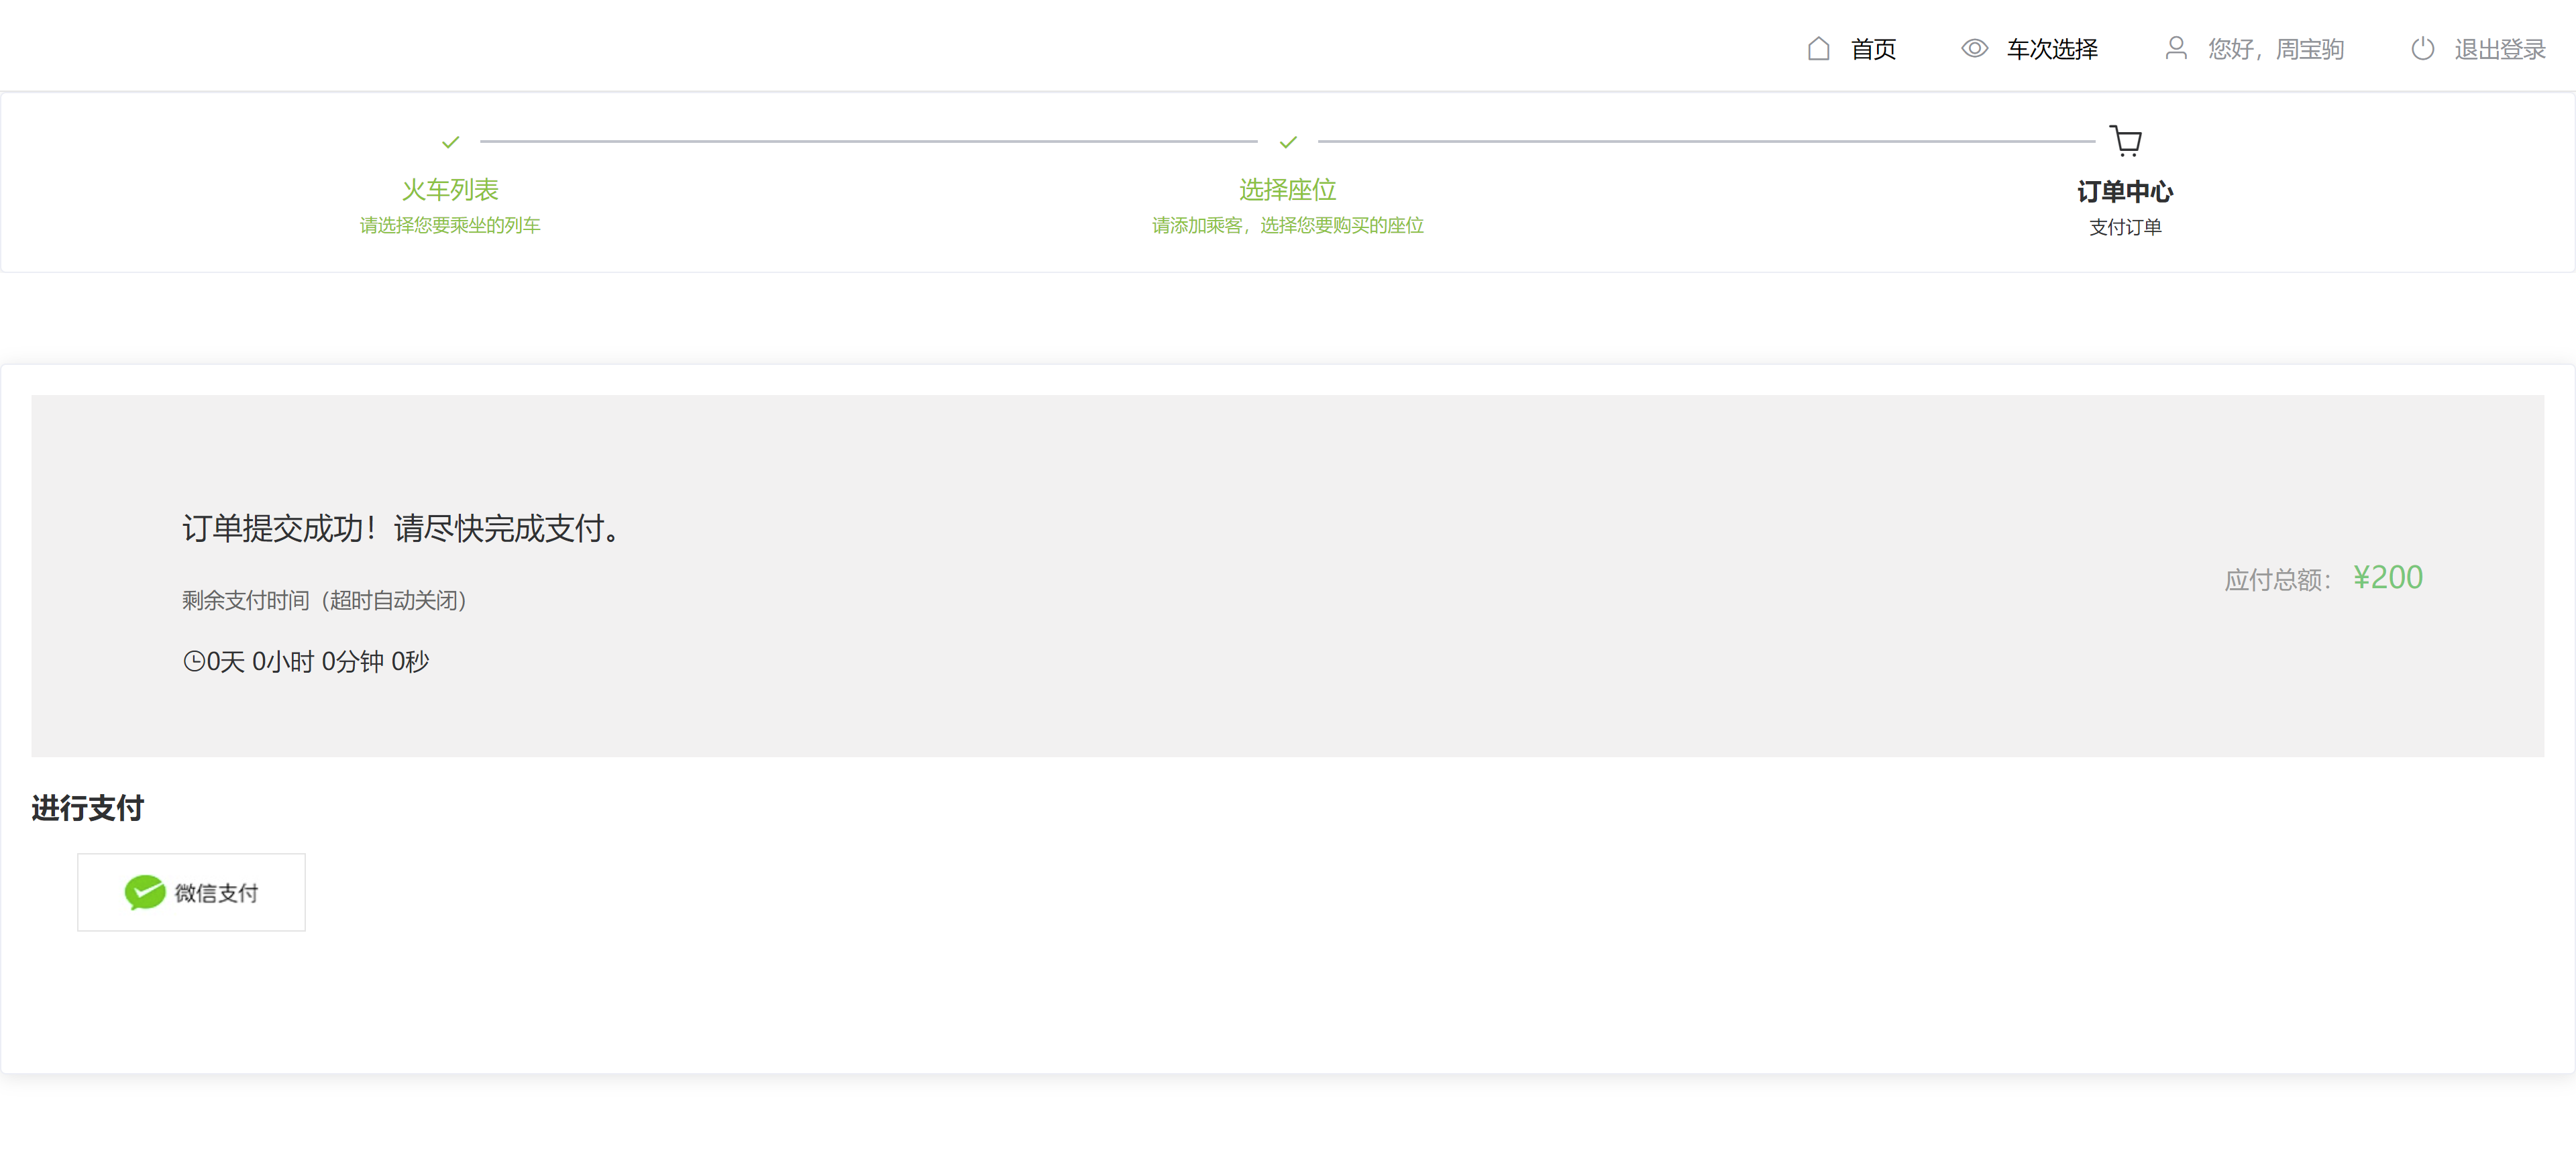 首页 车次选择 您好，周宝驹 退出登录
火车列表 选择座位 订单中心
请选择您要乘坐的列车 请添加乘客，选择您要购买的座位 支付订单
订单提交成功！请尽快完成支付。
应付总额： ¥200
剩余支付时间（超时自动关闭）
0天 0小时 0分钟 0秒
进行支付
微信支付